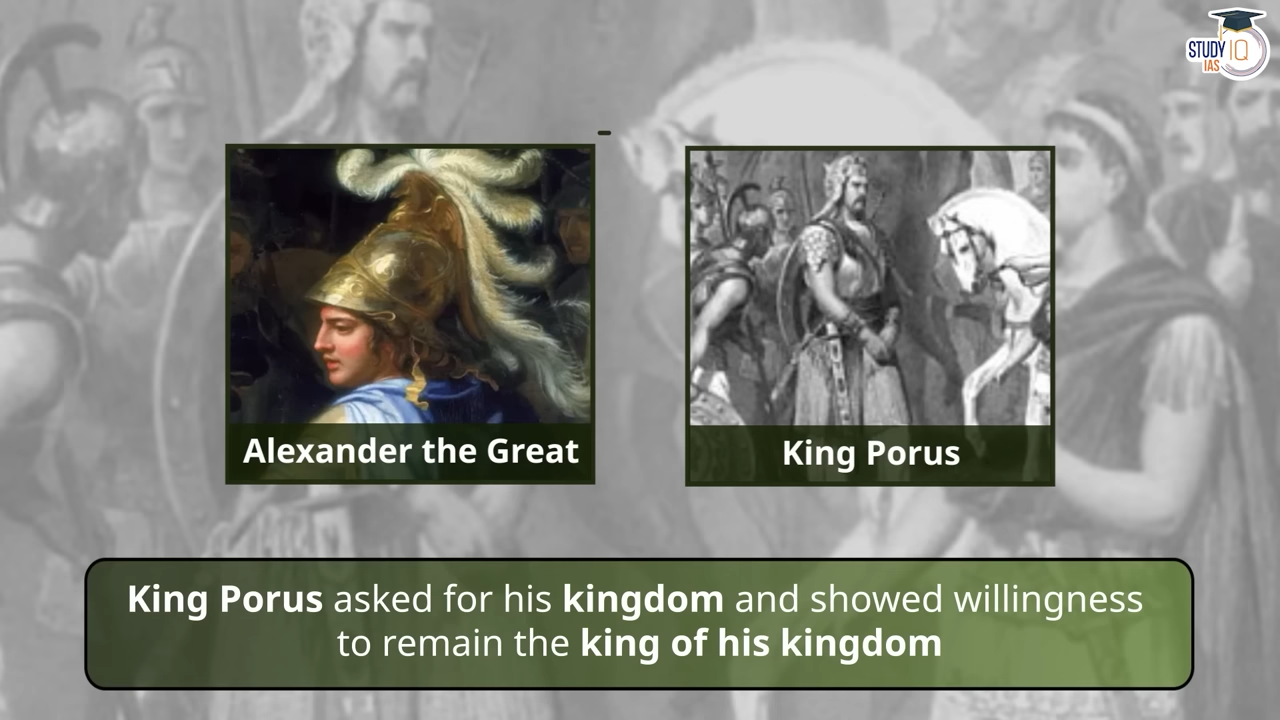 STUDY IQ
IAS
Alexander the Great
King Porus
King Porus asked for his kingdom and showed willingness
to remain the king of his kingdom